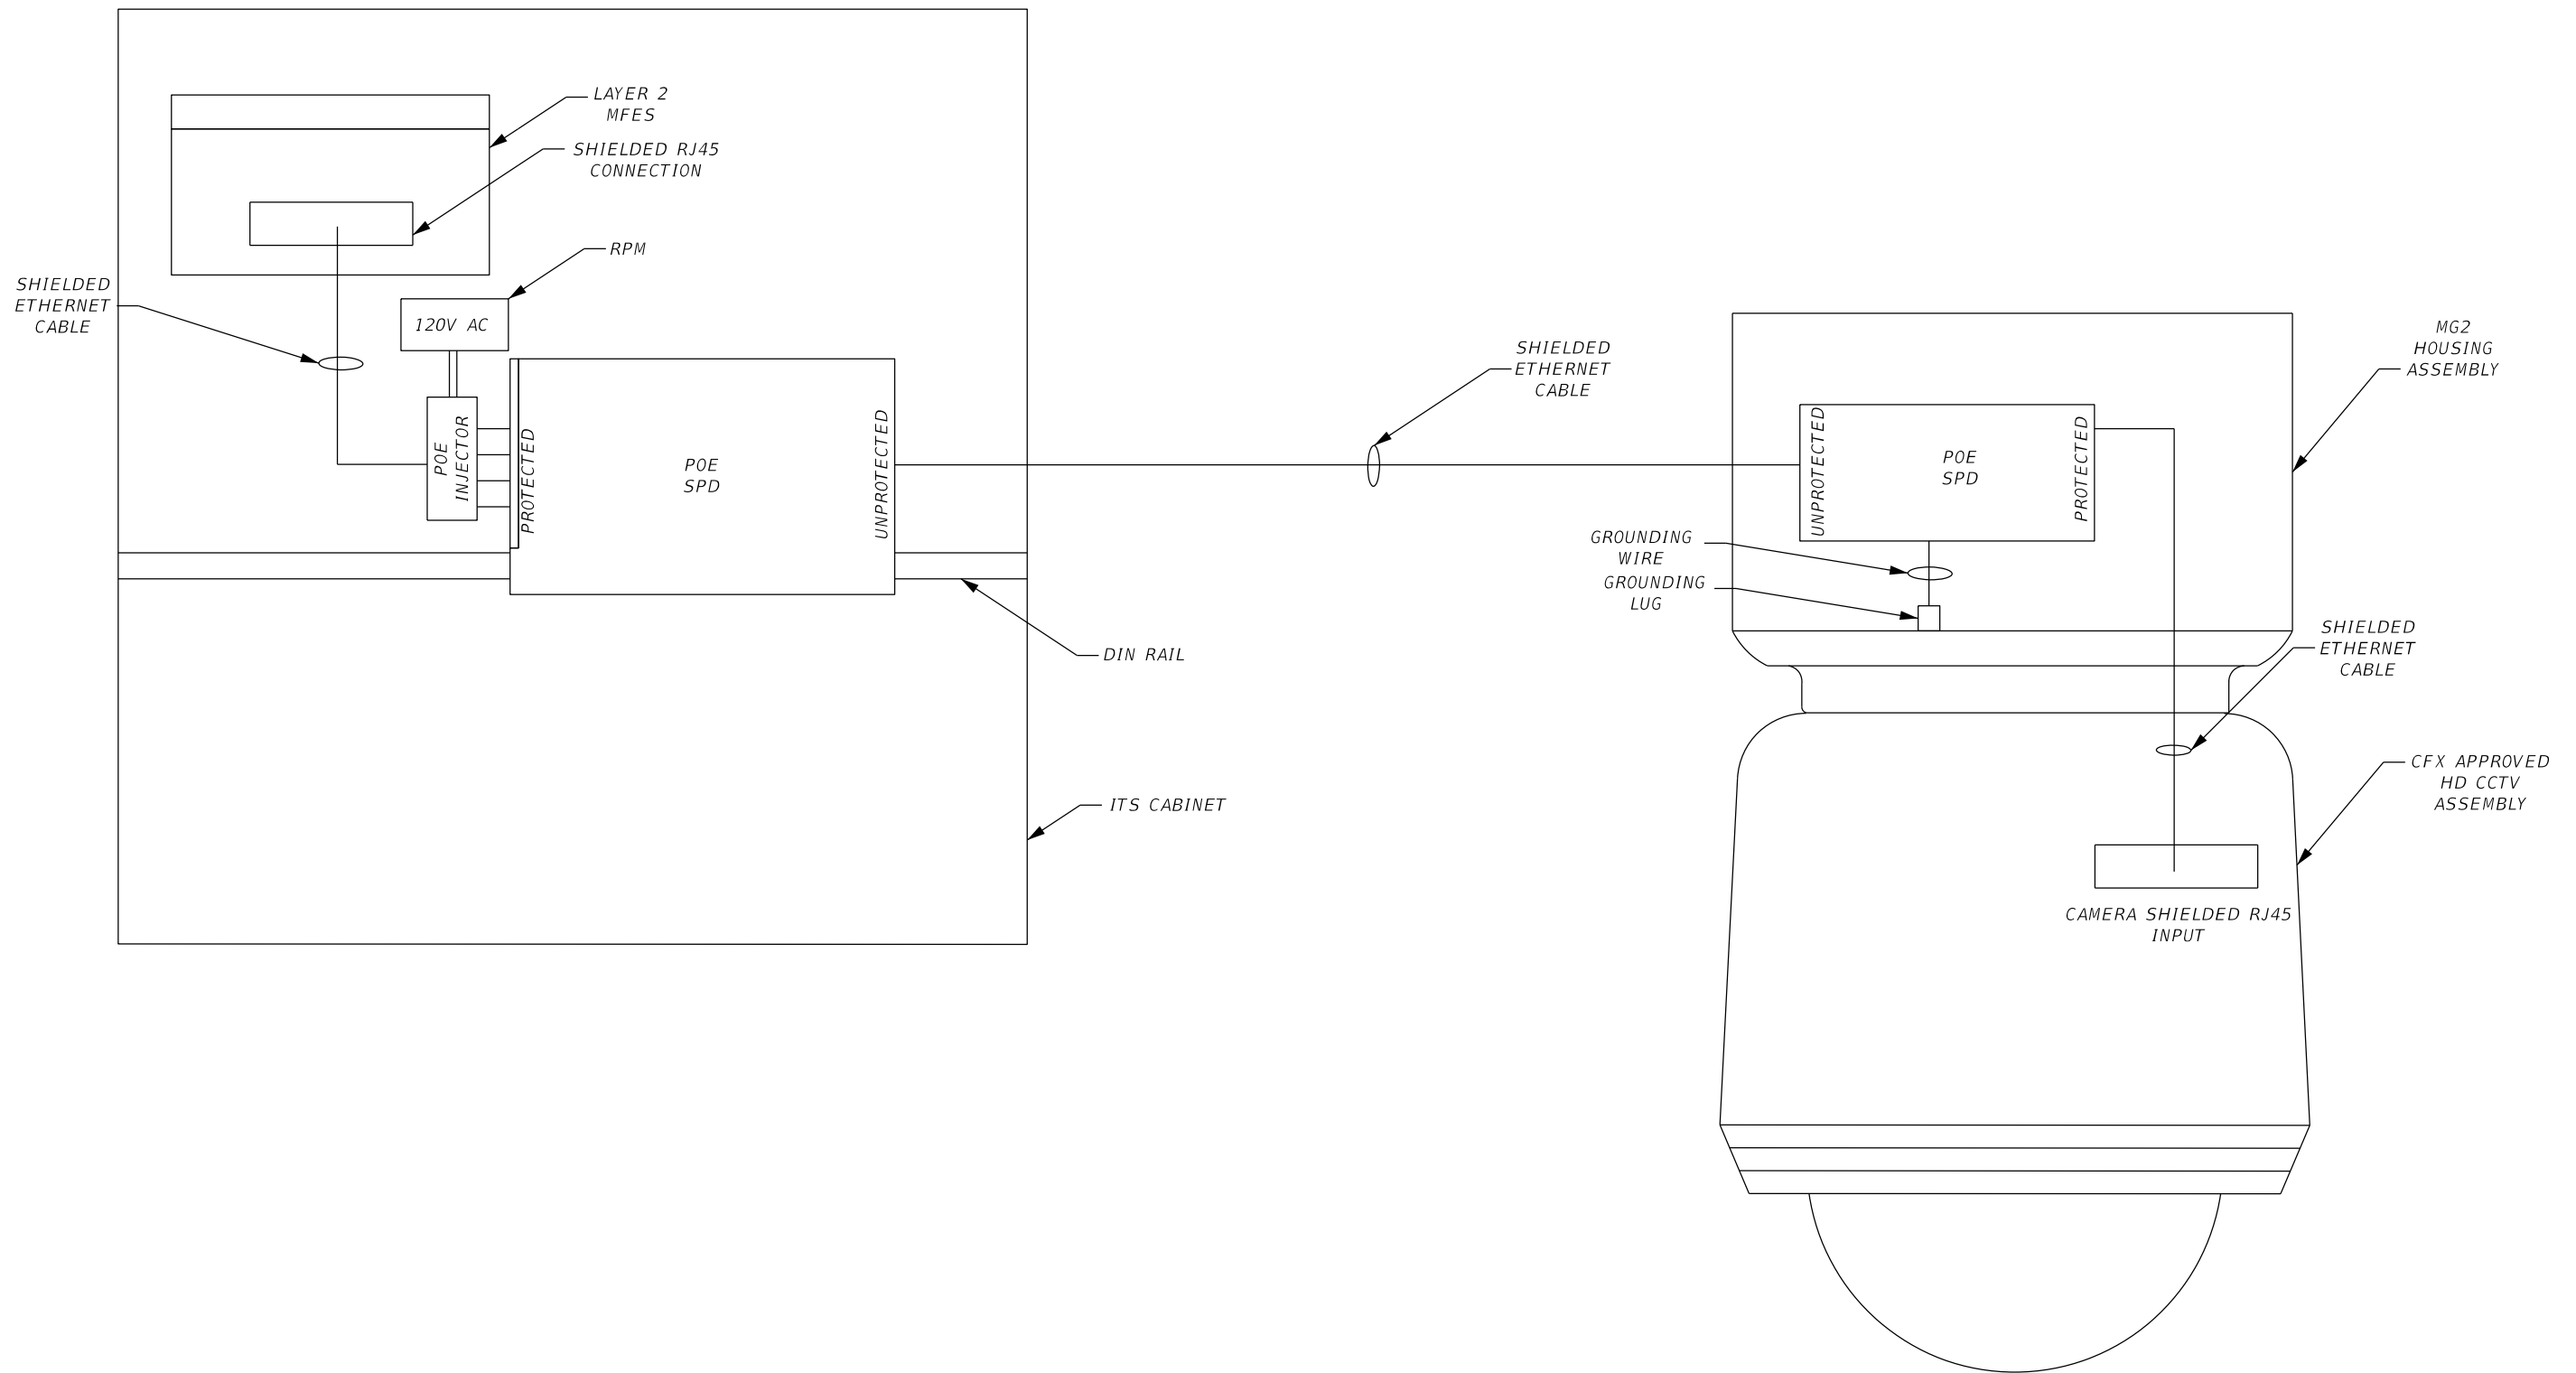 LAYER 2
MFES
SHIELDED RJ45
CONNECTION
RPM
SHIELDED
ETHERNET
CABLE
120V AC
POE
INJECTOR
PROTECTED
POE
SPD
UNPROTECTED
DIN RAIL
ITS CABINET
SHIELDED
ETHERNET
CABLE
MG2
HOUSING
ASSEMBLY
UNPROTECTED
POE
SPD
PROTECTED
GROUNDING
WIRE
GROUNDING
LUG
SHIELDED
ETHERNET
CABLE
CFX APPROVED
HD CCTV
ASSEMBLY
CAMERA SHIELDED RJ45
INPUT